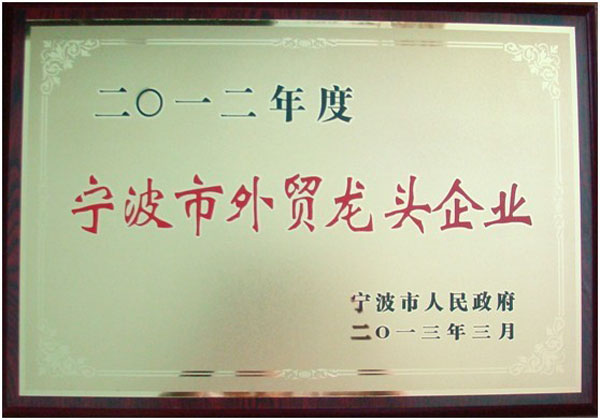 二〇一二年度
宁波市外贸龙头企业
宁波市人民政府
二〇一三年三月